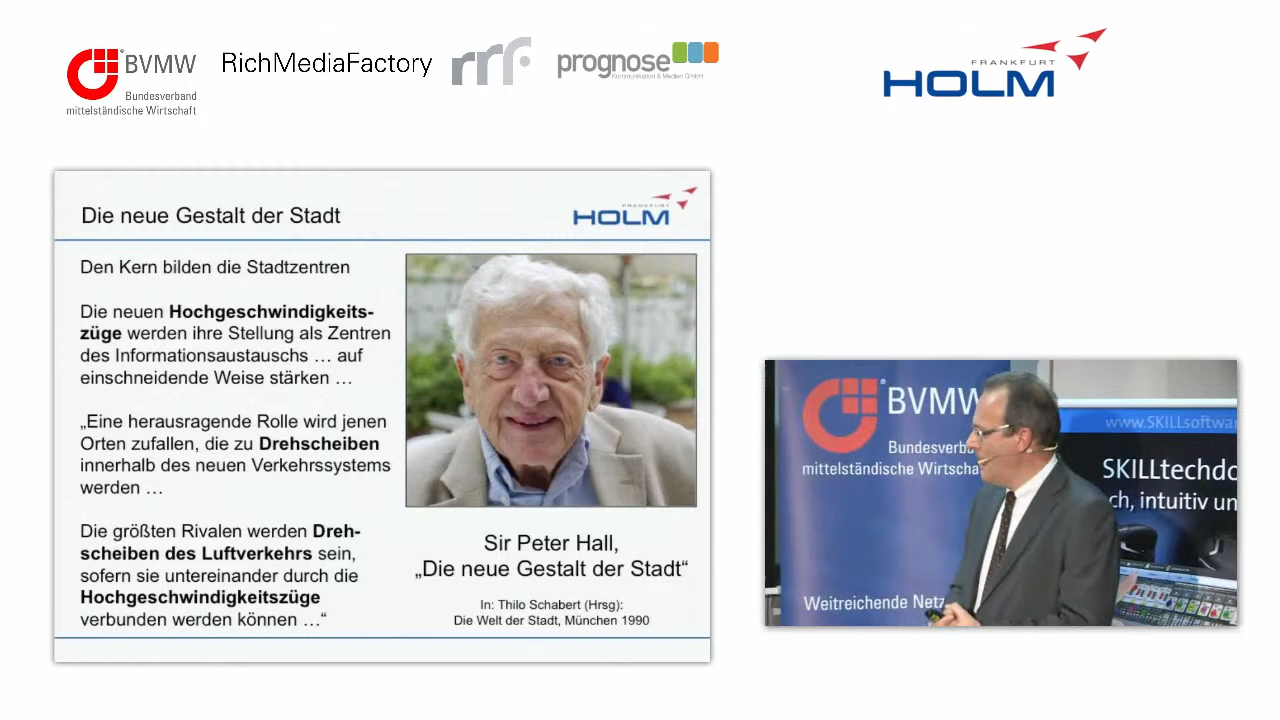 BVMW
Bundesverband
mittelständische Wirtschaft
RichMediaFactory
rrf
prognose
Kommunikation & Medien GmbH
FRANKFURT
HOLM
Die neue Gestalt der Stadt
FRANKFURT
HOLM
Den Kern bilden die Stadtzentren
Die neuen Hochgeschwindigkeits-
züge werden ihre Stellung als Zentren
des Informationsaustauschs … auf
einschneidende Weise stärken …
„Eine herausragende Rolle wird jenen
Orten zufallen, die zu Drehscheiben
innerhalb des neuen Verkehrssystems
werden …
Die größten Rivalen werden Dreh-
scheiben des Luftverkehrs sein,
sofern sie untereinander durch die
Hochgeschwindigkeitszüge
verbunden werden können …“
Sir Peter Hall,
„Die neue Gestalt der Stadt“
In: Thilo Schabert (Hrsg):
Die Welt der Stadt, München 1990
BVMW
Bundesverba
mittelständische Wirtscha
Weitreichende Netz
www.SKILLsoftwar
SKILLtechdo
ch, intuitiv un